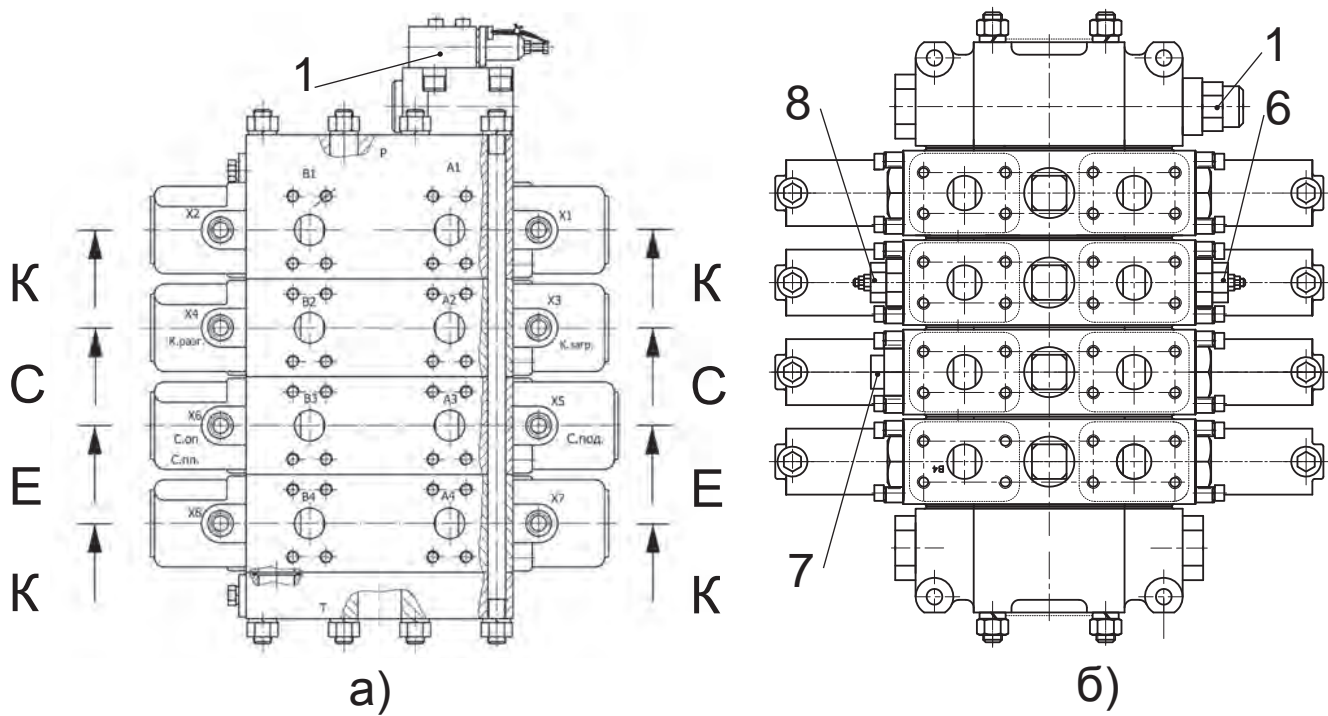 1
P
B1 A1
X2 X1
К К
B2 A2
X4 X3
К.разг. К.загр.
С С
B3 A3
X6 X5
С.оп. С.под.
С.пл.
Е Е
B4 A4
X8 X7
К К
T
а)
1
8 6
7
B4
б)